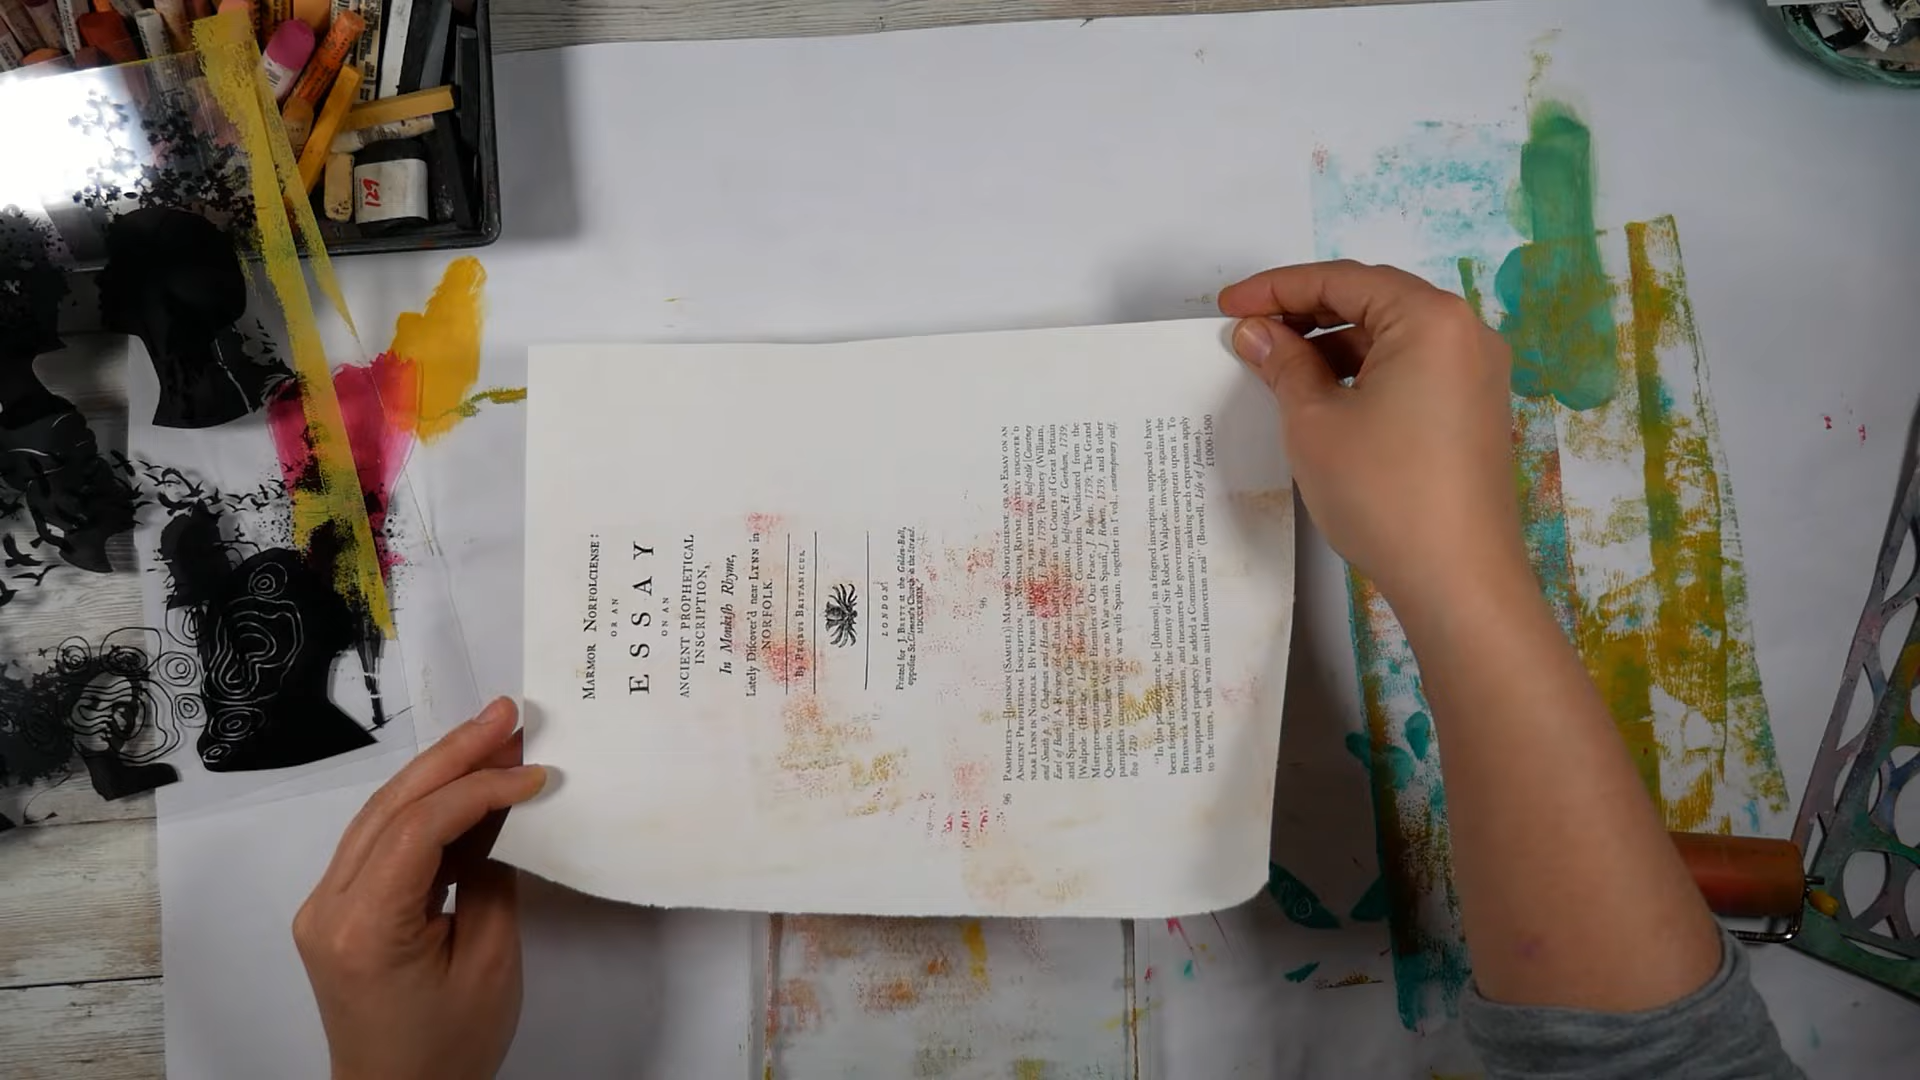 MARMOR NORFOLCIENSE:
OR AN
ESSAY
ON AN
ANCIENT PROPHETICAL
INSCRIPTION,
In Monkish Rhyme,
Lately Discover'd near LYNN in
NORFOLK.
By PROBUS BRITANICUS.
LONDON:
Printed for J. BRETT at the Golden-Ball,
opposite St. Clement's Church in the Strand.
MDCCXXXIX.
96
96 PAMPHLETS—[JOHNSON (SAMUEL)] MARMOR NORFOLCIENSE: OR AN ESSAY ON AN
ANCIENT PROPHETICAL INSCRIPTION, IN MONKISH RHYME, LATELY DISCOVER'D
NEAR LYNN IN NORFOLK. BY PROBUS BRITANICUS, FIRST EDITION, half-title [Courtney
and Smith p. 9; Chapman and Hazen], J. Brett, 1739; [Pulteney (William,
Earl of Bath)] A Review of all that hath pass'd in the Courts of Great Britain
and Spain, relating to Our Trade and Navigation, half-title, H. Goreham, 1739;
[Walpole (Horace, Lord Walpole)] The Convention Vindicated from the
Misrepresentations of the Enemies of Our Peace, J. Roberts, 1739; The Grand
Question, Whether War, or no War with Spain, J. Roberts, 1739, and 8 other
pamphlets concerning the war with Spain, together in 1 vol., contemporary calf,
8vo 1739
"In this performance, he [Johnson], in a feigned inscription, supposed to have
been found in Norfolk, the county of Sir Robert Walpole, inveighs against the
Brunswick succession, and measures the government consequent upon it. To
this supposed prophecy he added a Commentary, making each expression apply
to the times, with warm anti-Hanoverian zeal" (Boswell, Life of Johnson).
£1000-1500